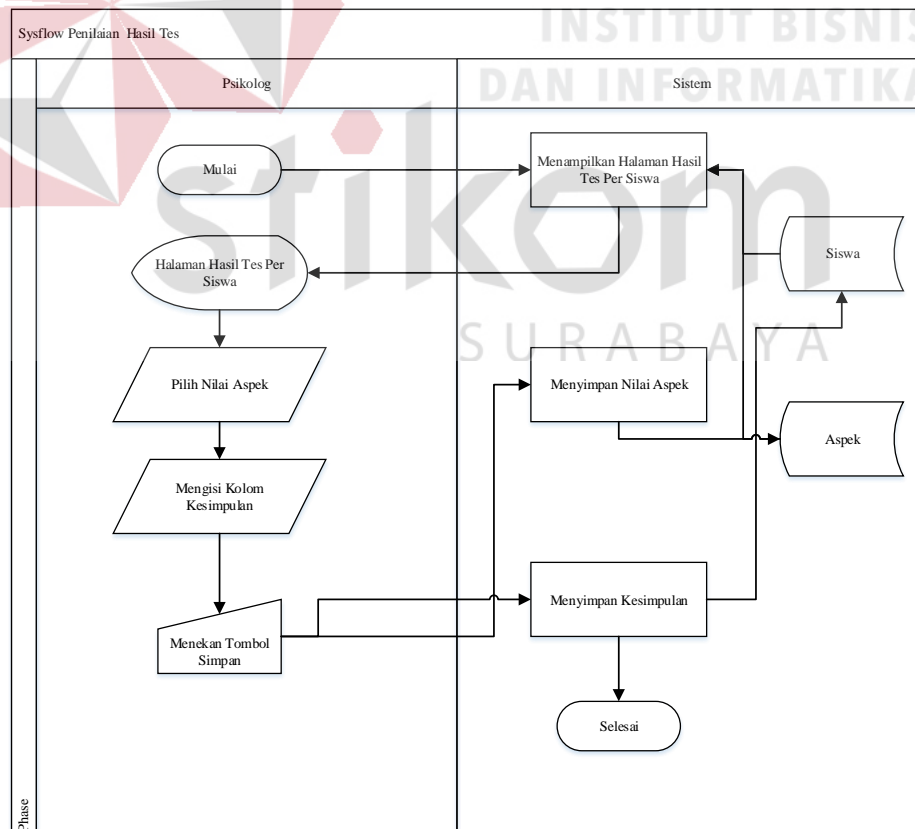 INSTITUT BISNIS
DAN INFORMATIKA
stikom
SURABAYA
Sysflow Penilaian Hasil Tes
Psikolog
Sistem
Mulai
Menampilkan Halaman Hasil
Tes Per Siswa
Halaman Hasil Tes Per
Siswa
Siswa
Pilih Nilai Aspek
Menyimpan Nilai Aspek
Aspek
Mengisi Kolom
Kesimpulan
Menekan Tombol
Simpan
Menyimpan Kesimpulan
Selesai
Phase